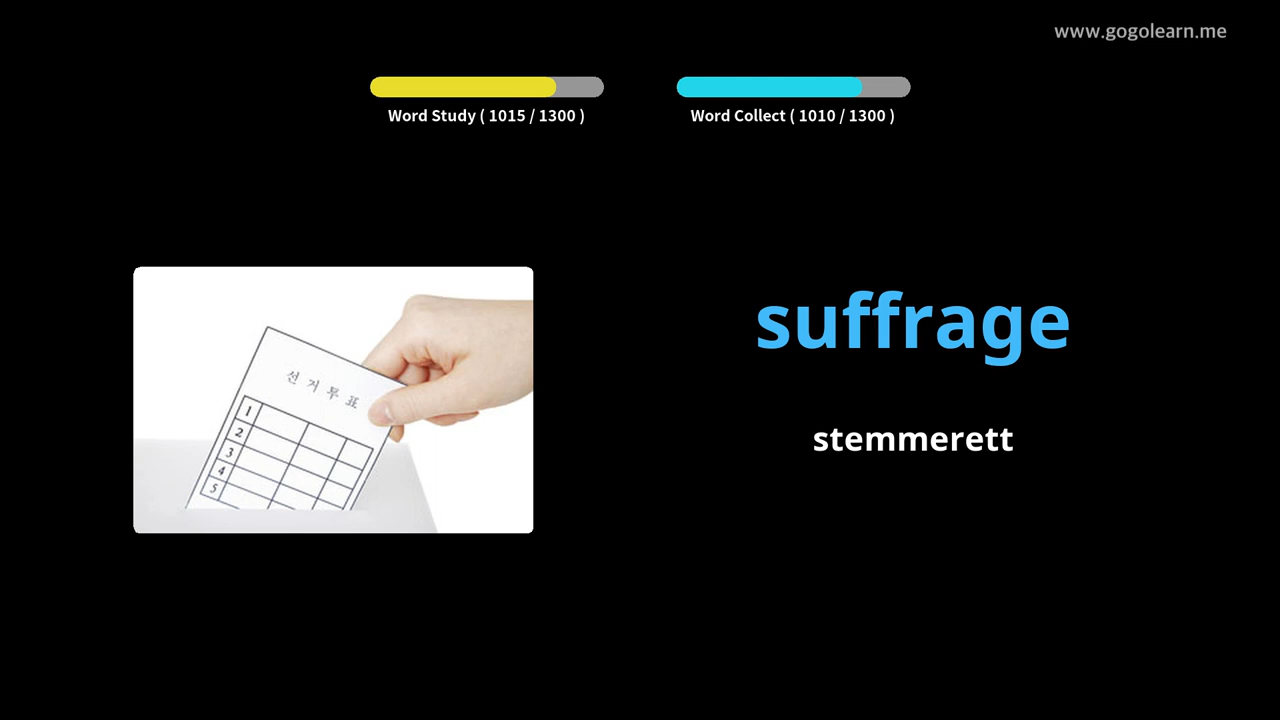 www.gogolearn.me
Word Study ( 1015 / 1300 )
Word Collect ( 1010 / 1300 )
선거투표
1
2
3
4
5
suffrage
stemmerett